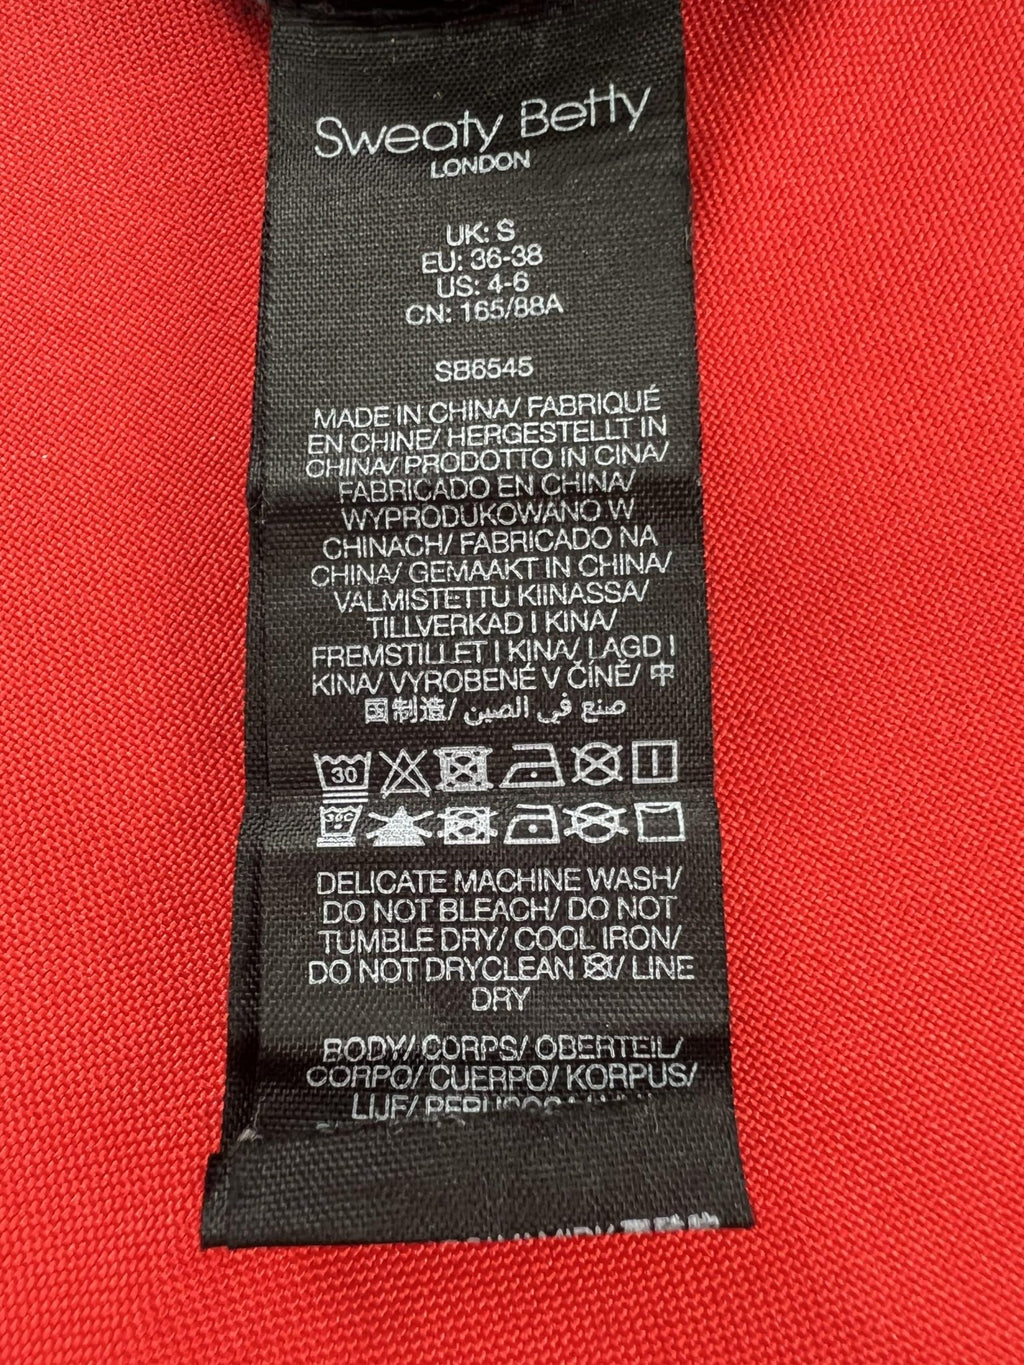 Sweaty Betty
LONDON
UK: S
EU: 36-38
US: 4-6
CN: 165/88A
SB6545
MADE IN CHINA/ FABRIQUÉ
EN CHINE/ HERGESTELLT IN
CHINA/ PRODOTTO IN CINA/
FABRICADO EN CHINA/
WYPRODUKOWANO W
CHINACH/ FABRICADO NA
CHINA/ GEMAAKT IN CHINA/
VALMISTETTU KIINASSA/
TILLVERKAD I KINA/
FREMSTILLET I KINA/ LAGD I
KINA/ VYROBENÉ V ČÍNĚ/ 中
国制造/ صنع في الصين
30
30C
DELICATE MACHINE WASH/
DO NOT BLEACH/ DO NOT
TUMBLE DRY/ COOL IRON/
DO NOT DRYCLEAN / LINE
DRY
BODY/ CORPS/ OBERTEIL/
CORPO/ CUERPO/ KORPUS/
LIJF/